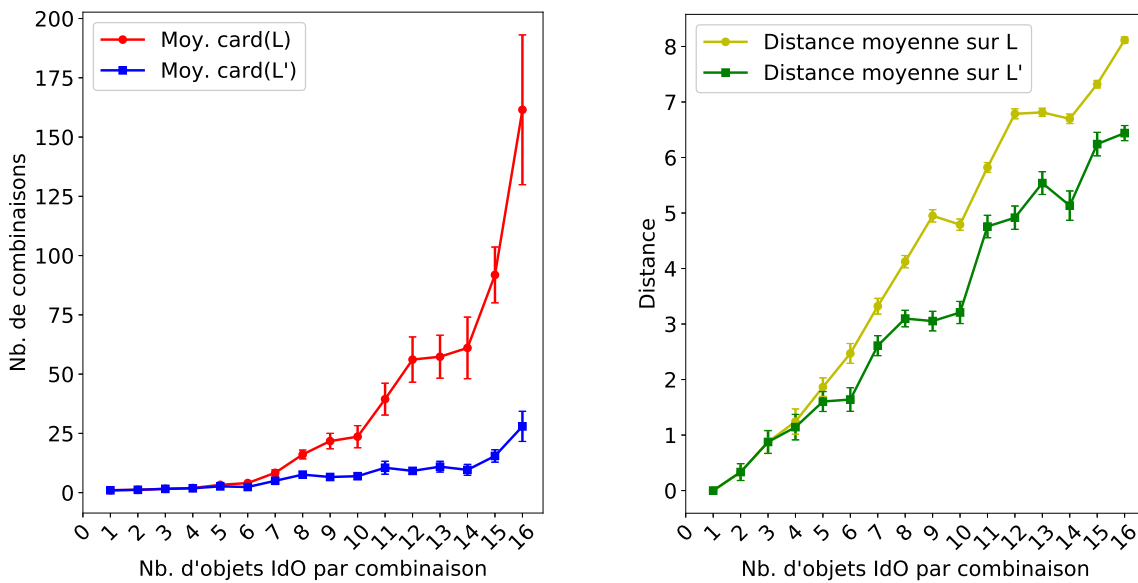 Moy. card(L)
Moy. card(L')
Nb. de combinaisons
200
175
150
125
100
75
50
25
0
0 1 2 3 4 5 6 7 8 9 10 11 12 13 14 15 16
Nb. d'objets IdO par combinaison
Distance moyenne sur L
Distance moyenne sur L'
Distance
8
7
6
5
4
3
2
1
0
0 1 2 3 4 5 6 7 8 9 10 11 12 13 14 15 16
Nb. d'objets IdO par combinaison